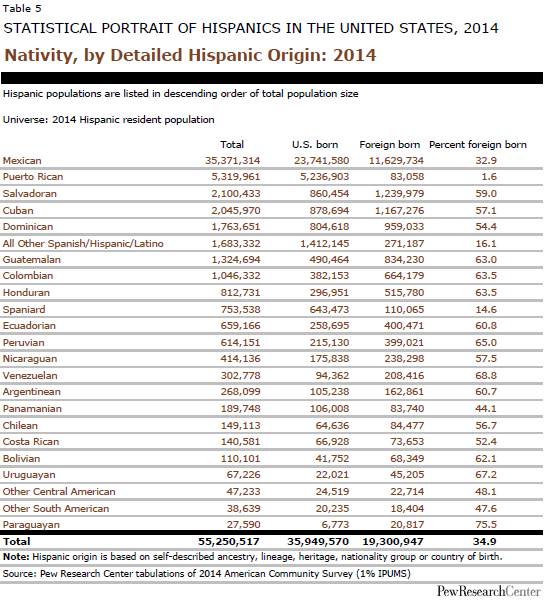 Table 5
STATISTICAL PORTRAIT OF HISPANICS IN THE UNITED STATES, 2014
Nativity, by Detailed Hispanic Origin: 2014
Hispanic populations are listed in descending order of total population size
Universe: 2014 Hispanic resident population
Total U.S. born Foreign born Percent foreign born
Mexican 35,371,314 23,741,580 11,629,734 32.9
Puerto Rican 5,319,961 5,236,903 83,058 1.6
Salvadoran 2,100,433 860,454 1,239,979 59.0
Cuban 2,045,970 878,694 1,167,276 57.1
Dominican 1,763,651 804,618 959,033 54.4
All Other Spanish/Hispanic/Latino 1,683,332 1,412,145 271,187 16.1
Guatemalan 1,324,694 490,464 834,230 63.0
Colombian 1,046,332 382,153 664,179 63.5
Honduran 812,731 296,951 515,780 63.5
Spaniard 753,538 643,473 110,065 14.6
Ecuadorian 659,166 258,695 400,471 60.8
Peruvian 614,151 215,130 399,021 65.0
Nicaraguan 414,136 175,838 238,298 57.5
Venezuelan 302,778 94,362 208,416 68.8
Argentinean 268,099 105,238 162,861 60.7
Panamanian 189,748 106,008 83,740 44.1
Chilean 149,113 64,636 84,477 56.7
Costa Rican 140,581 66,928 73,653 52.4
Bolivian 110,101 41,752 68,349 62.1
Uruguayan 67,226 22,021 45,205 67.2
Other Central American 47,233 24,519 22,714 48.1
Other South American 38,639 20,235 18,404 47.6
Paraguayan 27,590 6,773 20,817 75.5
Total 55,250,517 35,949,570 19,300,947 34.9
Note: Hispanic origin is based on self-described ancestry, lineage, heritage, nationality group or country of birth.
Source: Pew Research Center tabulations of 2014 American Community Survey (1% IPUMS)
PewResearchCenter